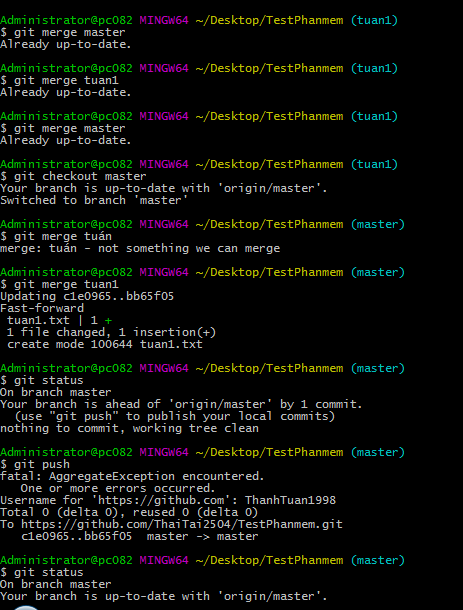 Administrator@pc082 MINGW64 ~/Desktop/TestPhanmem (tuan1)
$ git merge master
Already up-to-date.
Administrator@pc082 MINGW64 ~/Desktop/TestPhanmem (tuan1)
$ git merge tuan1
Already up-to-date.
Administrator@pc082 MINGW64 ~/Desktop/TestPhanmem (tuan1)
$ git merge master
Already up-to-date.
Administrator@pc082 MINGW64 ~/Desktop/TestPhanmem (tuan1)
$ git checkout master
Your branch is up-to-date with 'origin/master'.
Switched to branch 'master'
Administrator@pc082 MINGW64 ~/Desktop/TestPhanmem (master)
$ git merge tuán
merge: tuán - not something we can merge
Administrator@pc082 MINGW64 ~/Desktop/TestPhanmem (master)
$ git merge tuan1
Updating c1e0965..bb65f05
Fast-forward
 tuan1.txt | 1 +
 1 file changed, 1 insertion(+)
 create mode 100644 tuan1.txt
Administrator@pc082 MINGW64 ~/Desktop/TestPhanmem (master)
$ git status
On branch master
Your branch is ahead of 'origin/master' by 1 commit.
  (use "git push" to publish your local commits)
nothing to commit, working tree clean
Administrator@pc082 MINGW64 ~/Desktop/TestPhanmem (master)
$ git push
fatal: AggregateException encountered.
   One or more errors occurred.
Username for 'https://github.com': ThanhTuan1998
Total 0 (delta 0), reused 0 (delta 0)
To https://github.com/ThaiTai2504/TestPhanmem.git
   c1e0965..bb65f05  master -> master
Administrator@pc082 MINGW64 ~/Desktop/TestPhanmem (master)
$ git status
On branch master
Your branch is up-to-date with 'origin/master'.